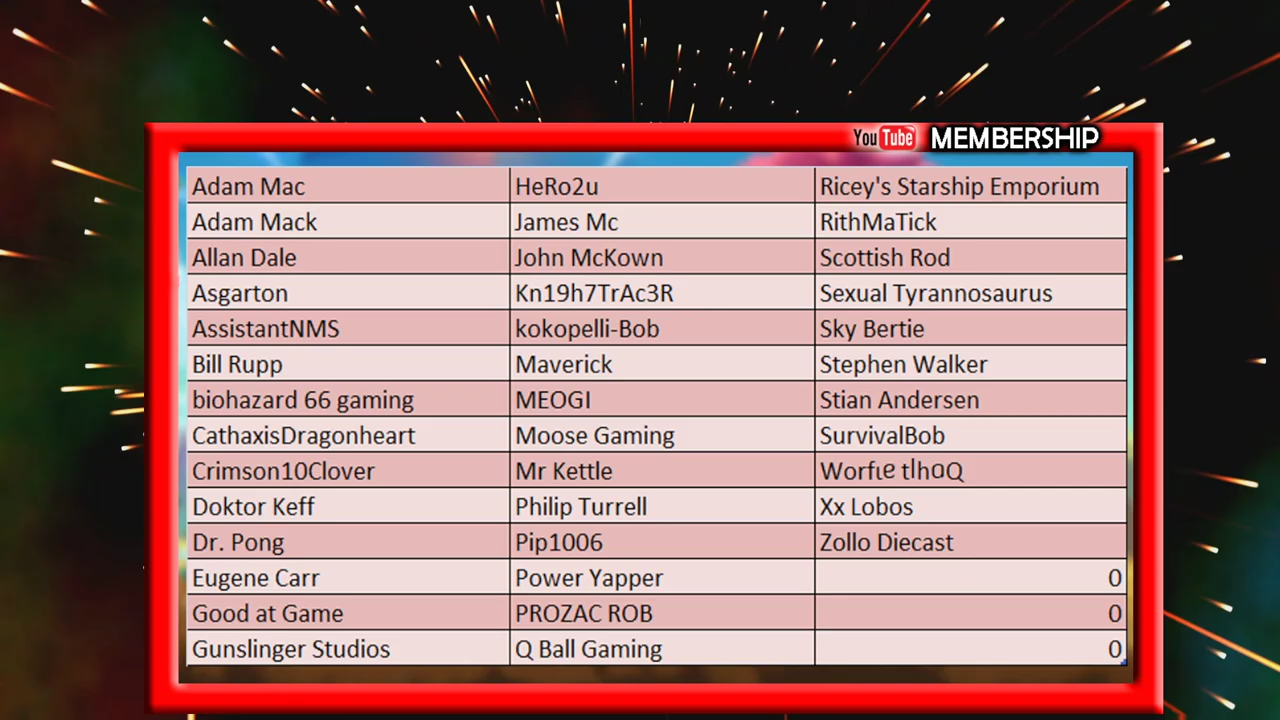 YouTube MEMBERSHIP
Adam Mac HeRo2u Ricey's Starship Emporium
Adam Mack James Mc RithMaTick
Allan Dale John McKown Scottish Rod
Asgarton Kn19h7TrAc3R Sexual Tyrannosaurus
AssistantNMS kokopelli-Bob Sky Bertie
Bill Rupp Maverick Stephen Walker
biohazard 66 gaming MEOGI Stian Andersen
CathaxisDragonheart Moose Gaming SurvivalBob
Crimson10Clover Mr Kettle Worfιe tlhαQ
Doktor Keff Philip Turrell Xx Lobos
Dr. Pong Pip1006 Zollo Diecast
Eugene Carr Power Yapper 0
Good at Game PROZAC ROB 0
Gunslinger Studios Q Ball Gaming 0